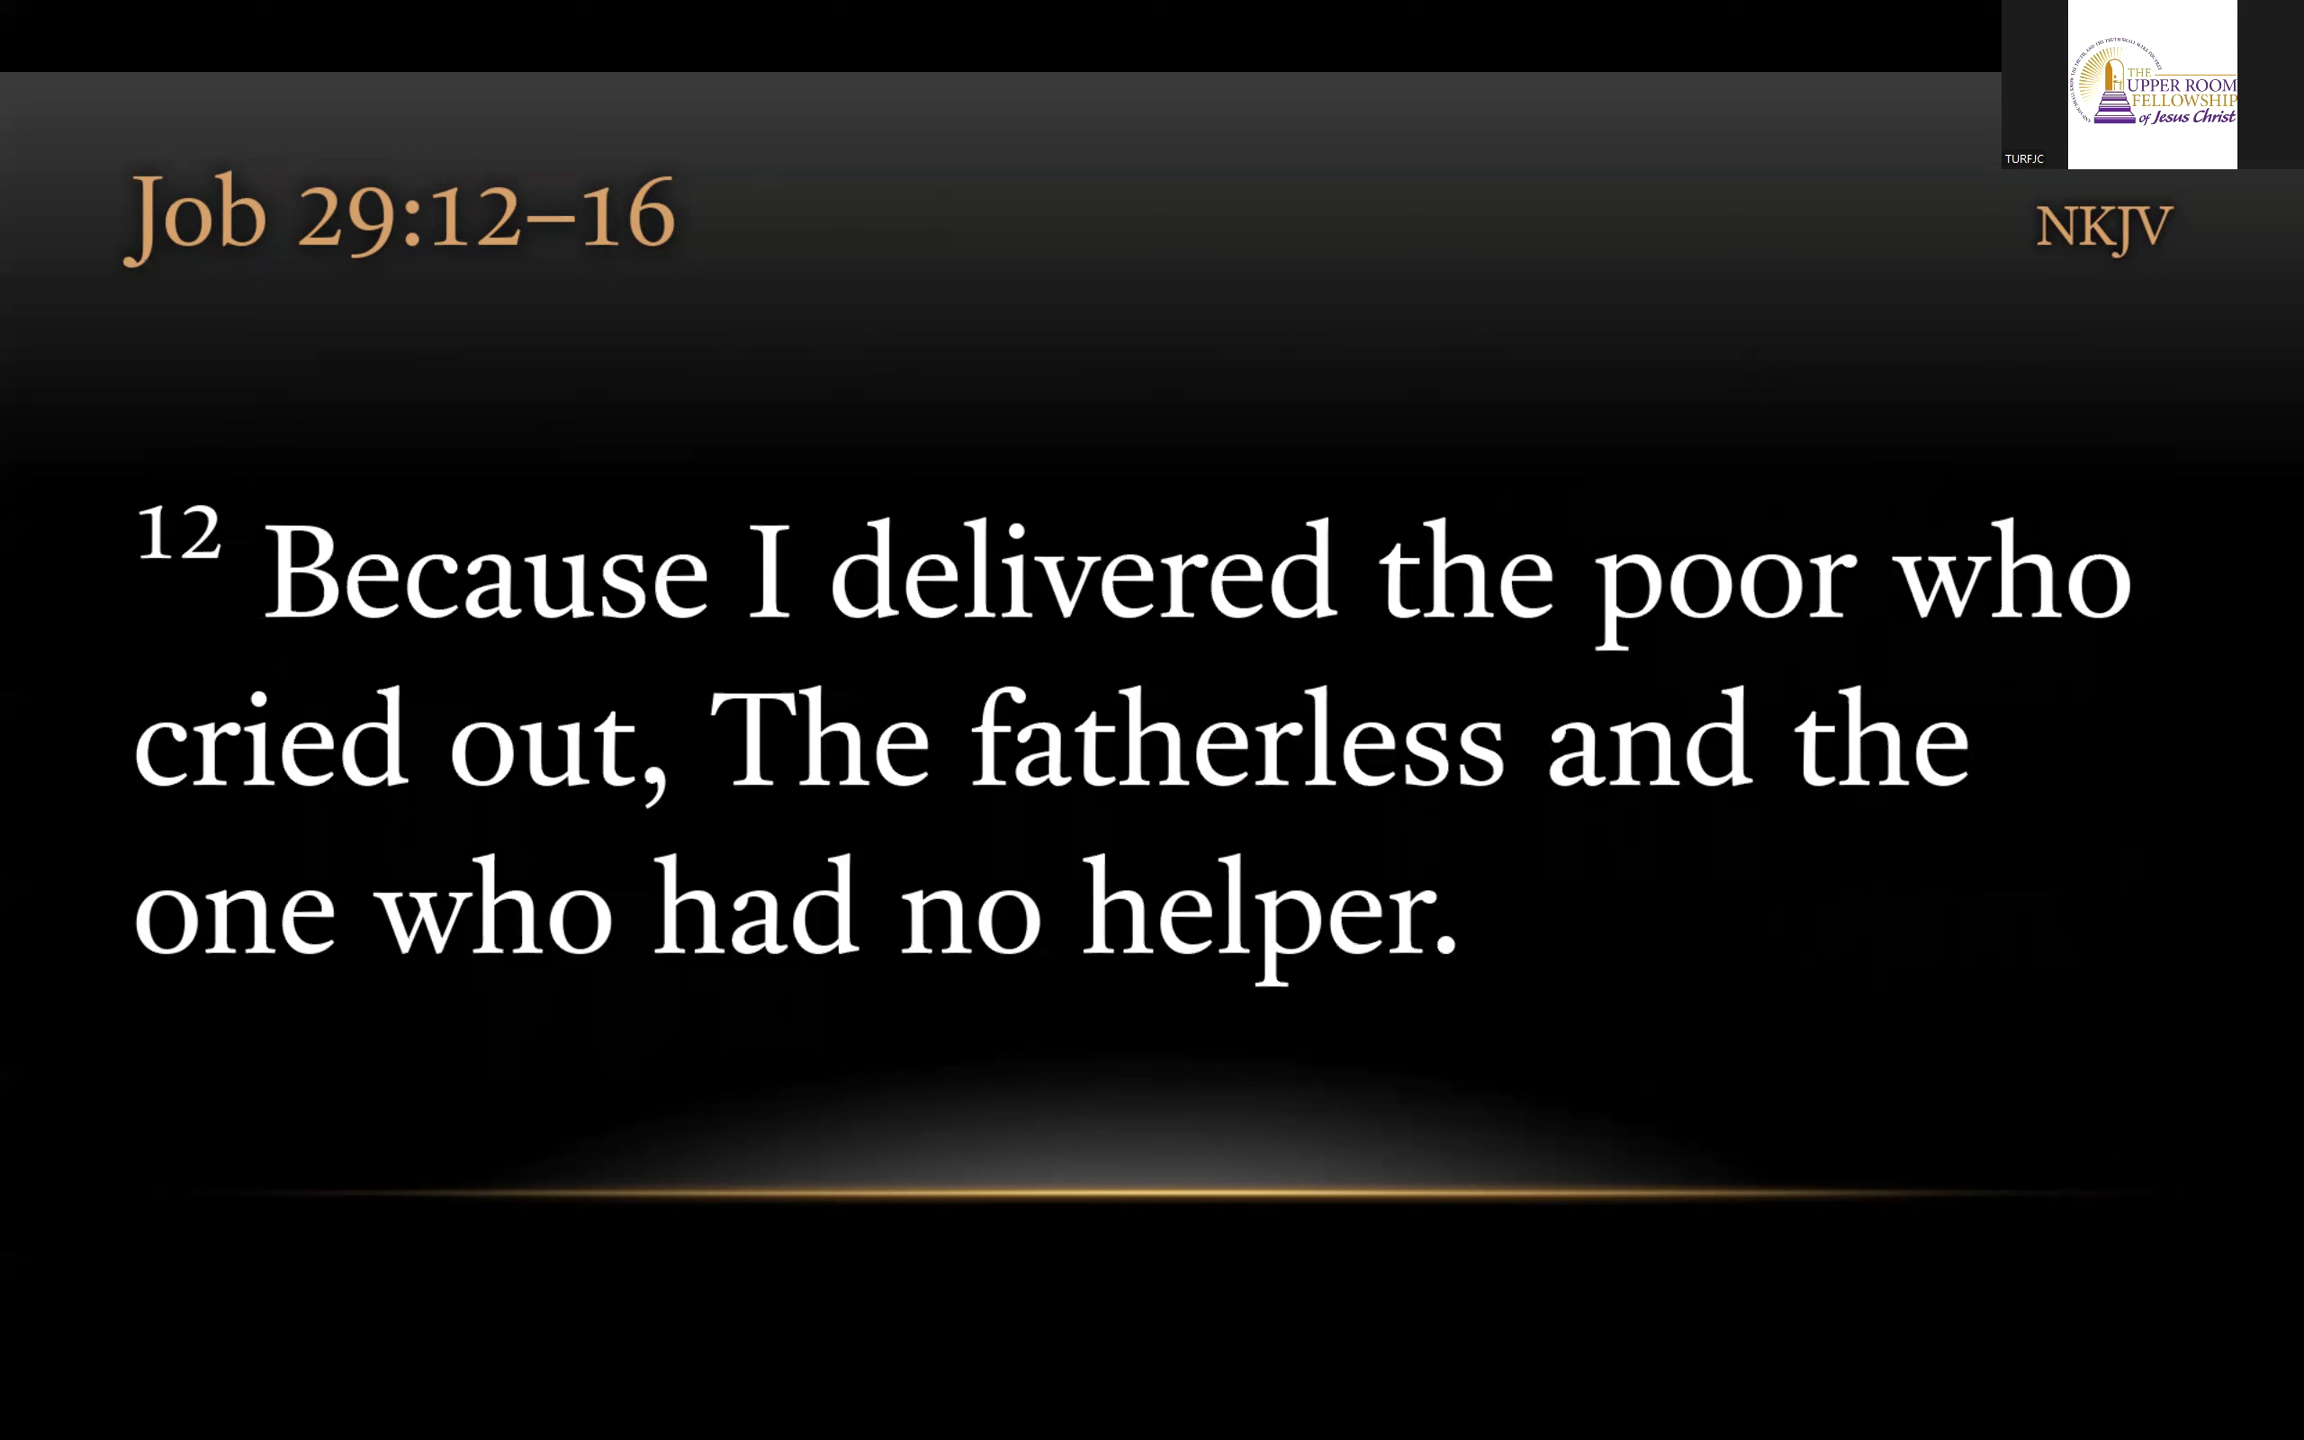 THE
UPPER ROOM
FELLOWSHIP
of Jesus Christ
TURFJC
Job 29:12–16
NKJV
12 Because I delivered the poor who
cried out, The fatherless and the
one who had no helper.